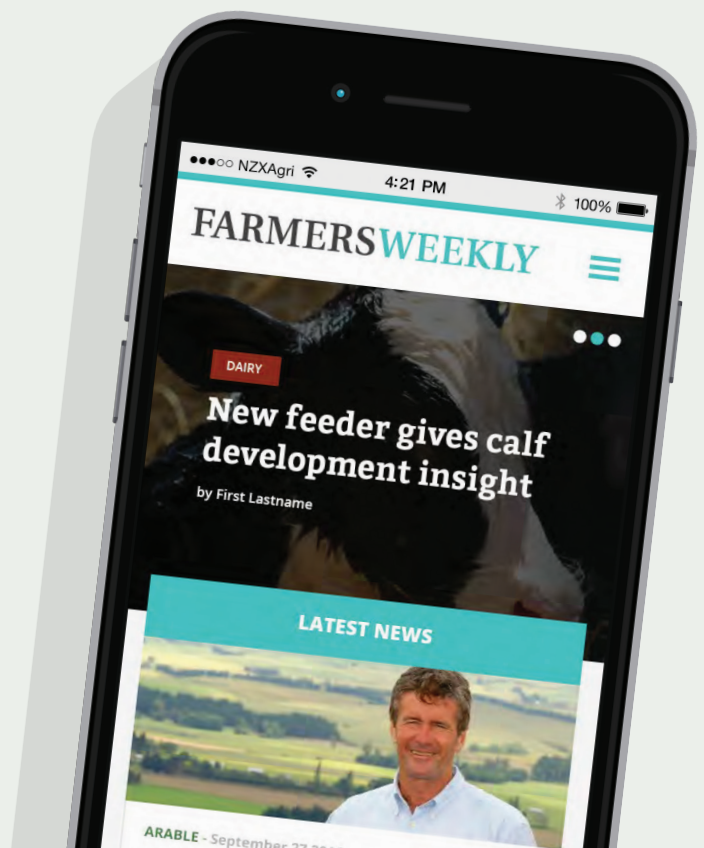 NZXAgri 4:21 PM 100%
FARMERSWEEKLY
DAIRY
New feeder gives calf
development insight
by First Lastname
LATEST NEWS
ARABLE - September 27